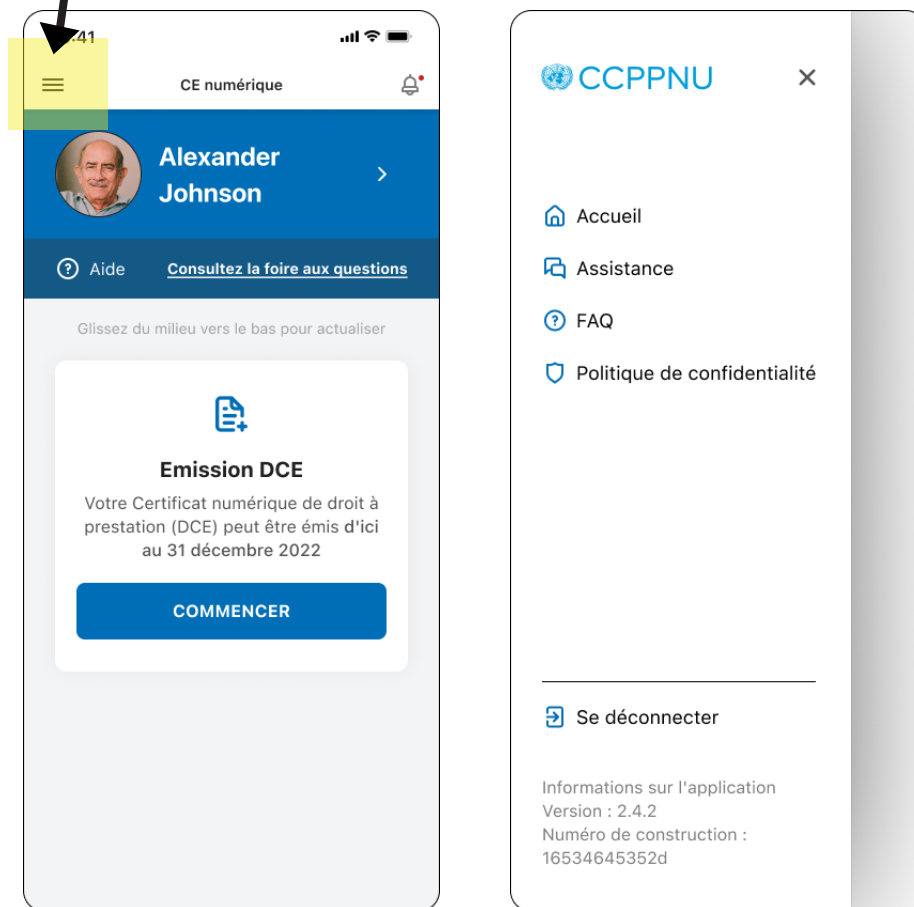 :41
CE numérique
Alexander
Johnson
Aide
Consultez la foire aux questions
Glissez du milieu vers le bas pour actualiser
Emission DCE
Votre Certificat numérique de droit à
prestation (DCE) peut être émis d'ici
au 31 décembre 2022
COMMENCER
CCPPNU
Accueil
Assistance
FAQ
Politique de confidentialité
Se déconnecter
Informations sur l'application
Version : 2.4.2
Numéro de construction :
16534645352d